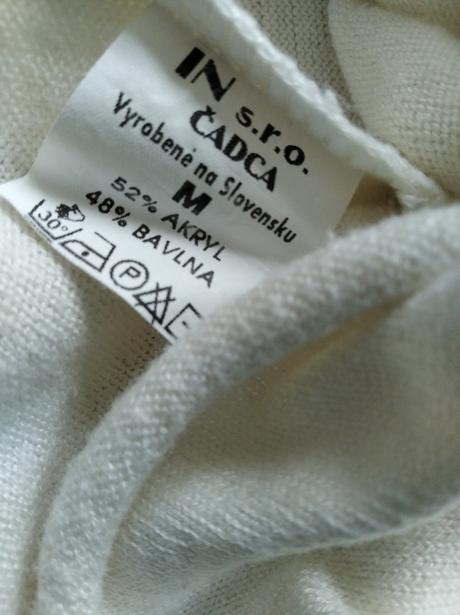 IN s.r.o.
ČADCA
Vyrobené na Slovensku
M
52% AKRYL
48% BAVLNA
30°
P